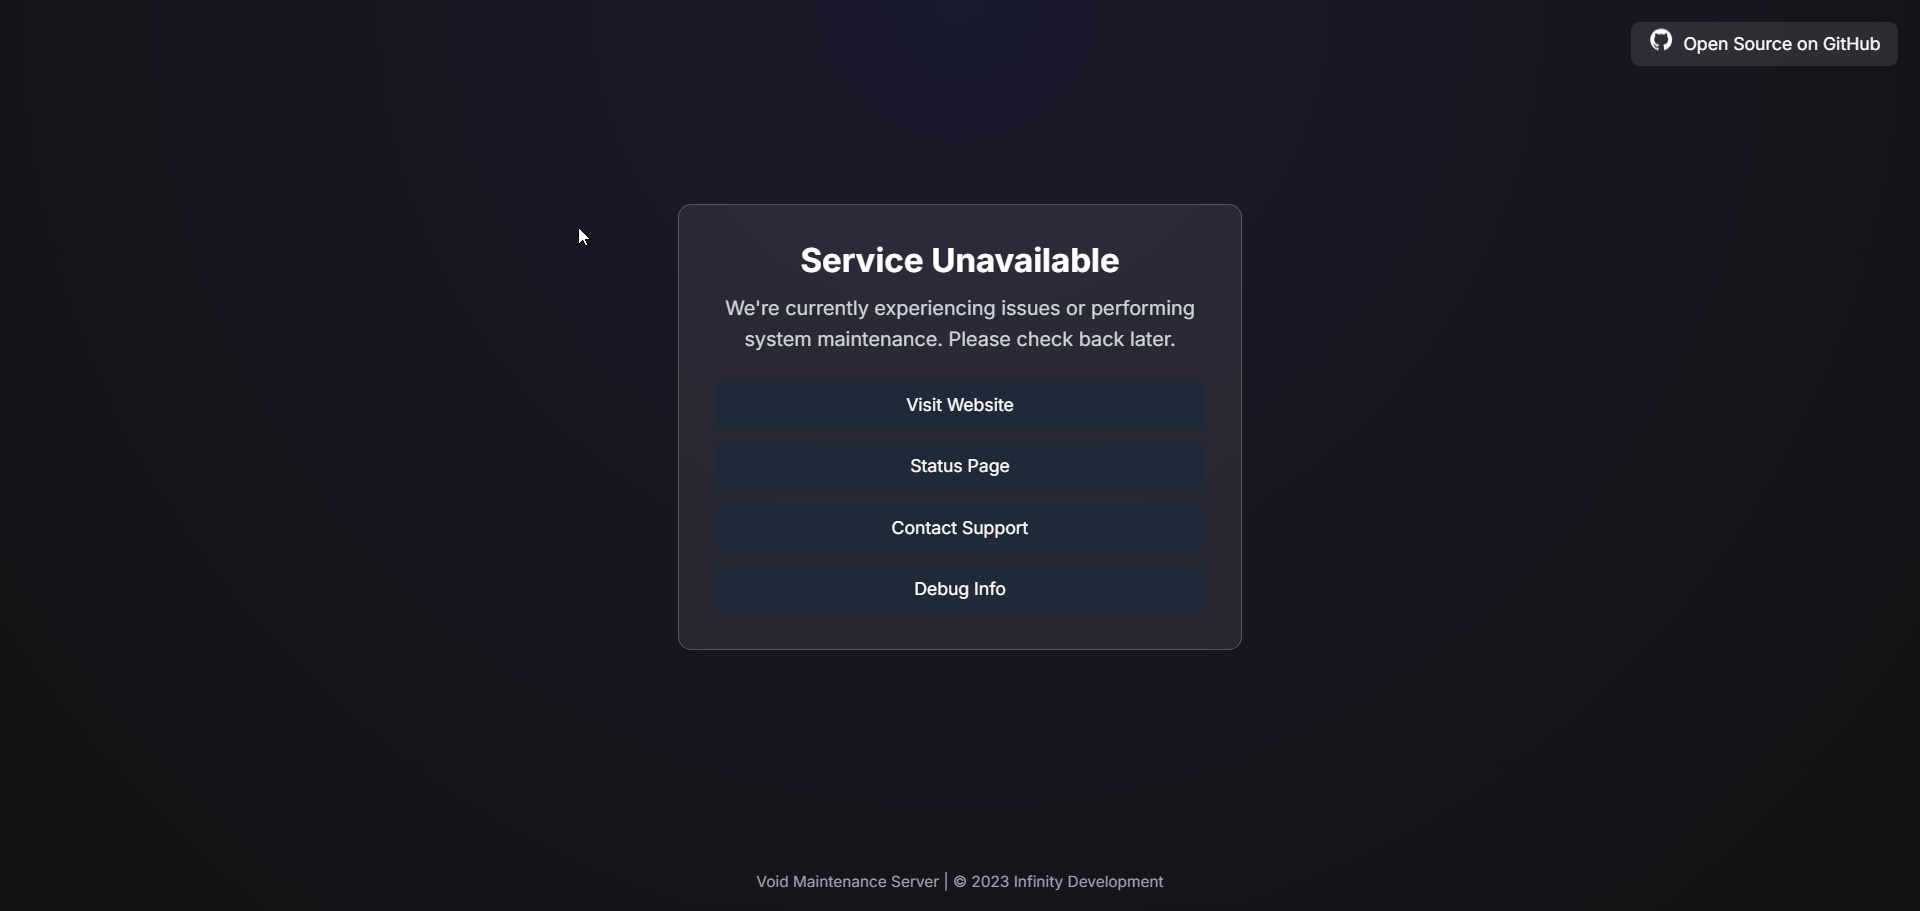 Open Source on GitHub
Service Unavailable
We're currently experiencing issues or performing
system maintenance. Please check back later.
Visit Website
Status Page
Contact Support
Debug Info
Void Maintenance Server | © 2023 Infinity Development